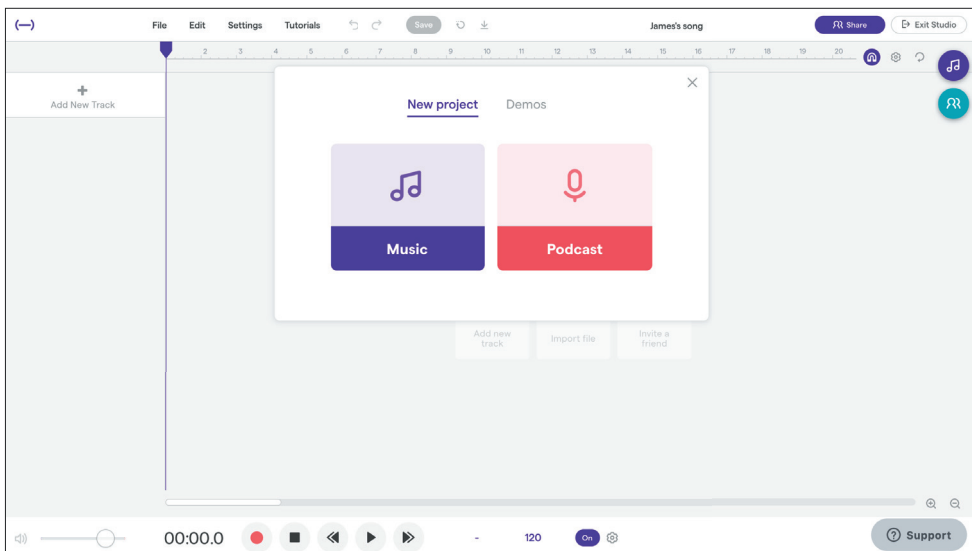 File Edit Settings Tutorials Save James's song Share Exit Studio
2 3 4 5 6 7 8 9 10 11 12 13 14 15 16 17 18 19 20
Add New Track
New project Demos
Music Podcast
Add new
track
Import file
Invite a
friend
00:00.0 - 120 On
Support